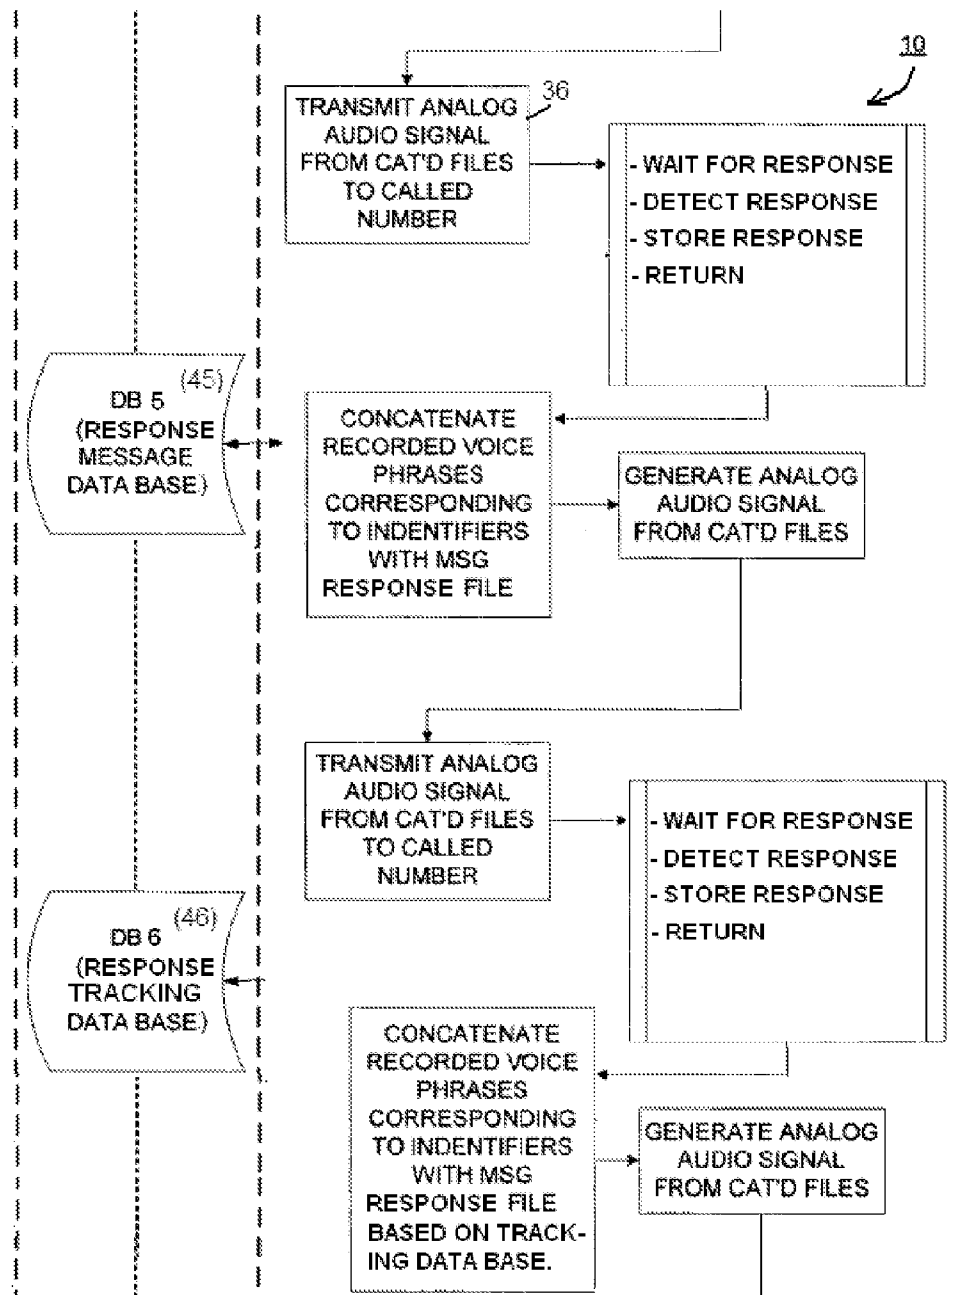 10
36
TRANSMIT ANALOG
AUDIO SIGNAL
FROM CAT'D FILES
TO CALLED
NUMBER
- WAIT FOR RESPONSE
- DETECT RESPONSE
- STORE RESPONSE
- RETURN
(45)
DB 5
(RESPONSE
MESSAGE
DATA BASE)
CONCATENATE
RECORDED VOICE
PHRASES
CORRESPONDING
TO INDENTIFIERS
WITH MSG
RESPONSE FILE
GENERATE ANALOG
AUDIO SIGNAL
FROM CAT'D FILES
TRANSMIT ANALOG
AUDIO SIGNAL
FROM CAT'D FILES
TO CALLED
NUMBER
- WAIT FOR RESPONSE
- DETECT RESPONSE
- STORE RESPONSE
- RETURN
(46)
DB 6
(RESPONSE
TRACKING
DATA BASE)
CONCATENATE
RECORDED VOICE
PHRASES
CORRESPONDING
TO INDENTIFIERS
WITH MSG
RESPONSE FILE
BASED ON TRACK-
ING DATA BASE.
GENERATE ANALOG
AUDIO SIGNAL
FROM CAT'D FILES